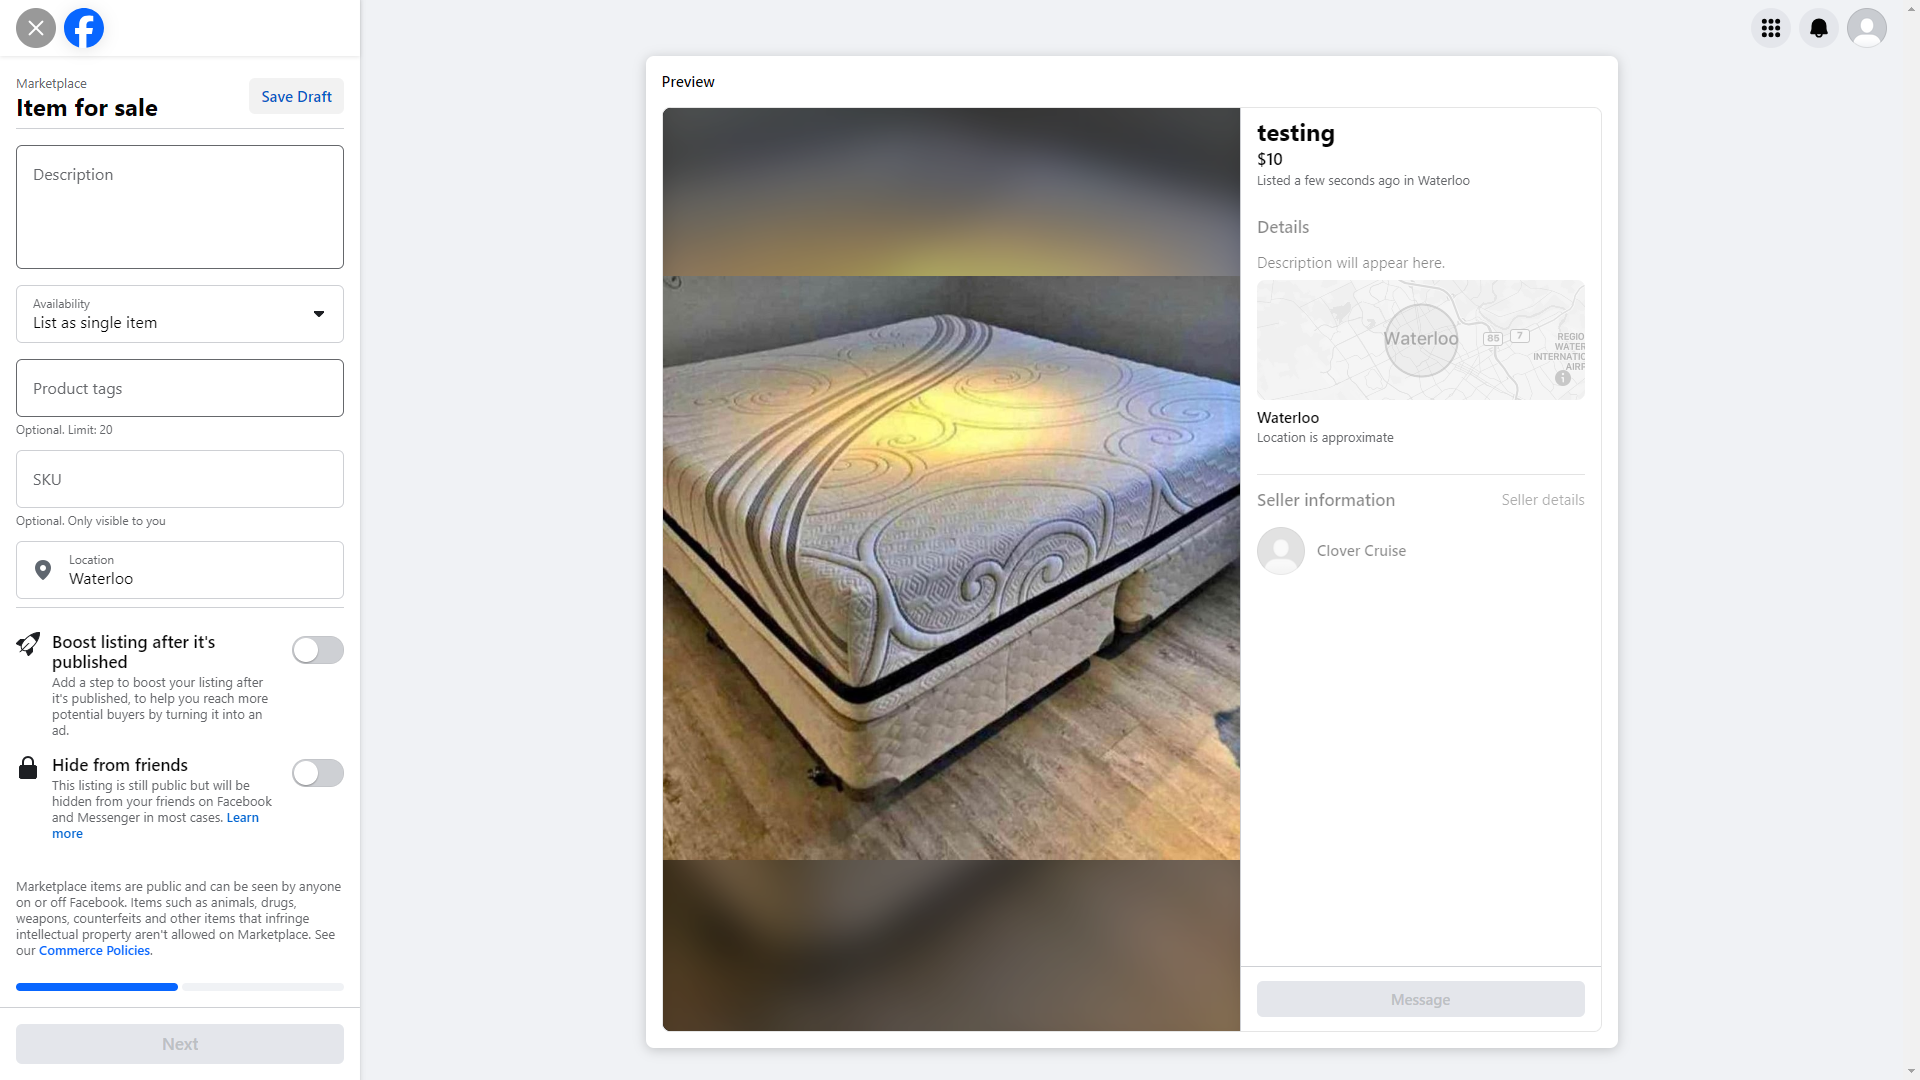 Marketplace
Item for sale
Save Draft
Description
Availability
List as single item
Product tags
Optional. Limit: 20
SKU
Optional. Only visible to you
Location
Waterloo
Boost listing after it's
published
Add a step to boost your listing after
it's published, to help you reach more
potential buyers by turning it into an
ad.
Hide from friends
This listing is still public but will be
hidden from your friends on Facebook
and Messenger in most cases. Learn
more
Marketplace items are public and can be seen by anyone
on or off Facebook. Items such as animals, drugs,
weapons, counterfeits and other items that infringe
intellectual property aren't allowed on Marketplace. See
our Commerce Policies.
Next
Preview
testing
$10
Listed a few seconds ago in Waterloo
Details
Description will appear here.
Waterloo
85
7
REGIO
WATER
INTERNATIC
AIRF
Waterloo
Location is approximate
Seller information
Seller details
Clover Cruise
Message